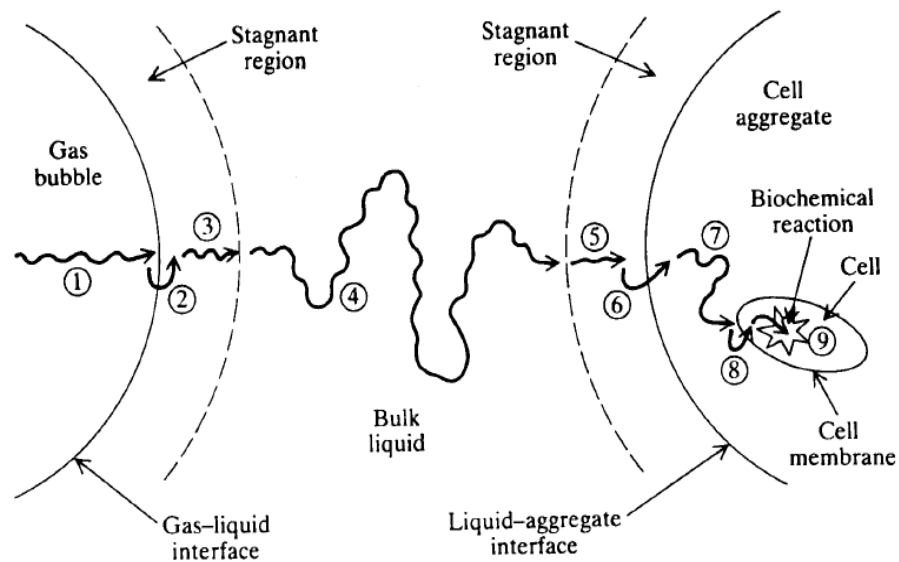 Stagnant
region
Stagnant
region
Cell
aggregate
Gas
bubble
Biochemical
reaction
Cell
①
②
③
④
⑤
⑥
⑦
⑧
⑨
Bulk
liquid
Cell
membrane
Gas–liquid
interface
Liquid–aggregate
interface